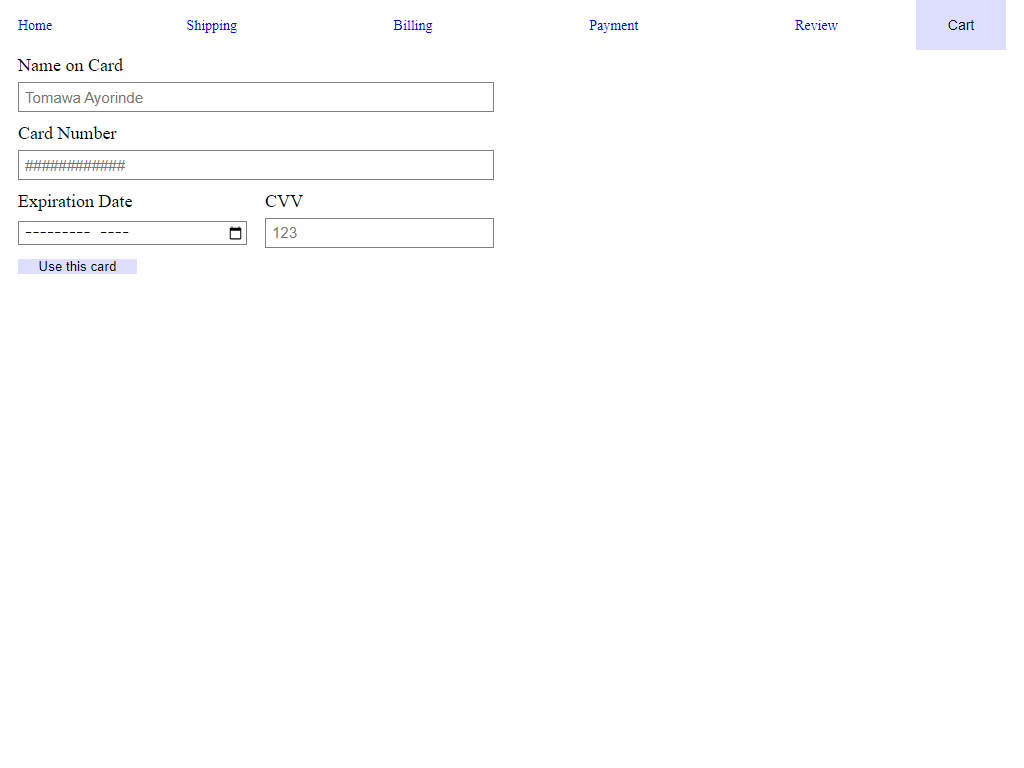 Home Shipping Billing Payment Review Cart
Name on Card
Tomawa Ayorinde
Card Number
############
Expiration Date CVV
--------- ---- 123
Use this card